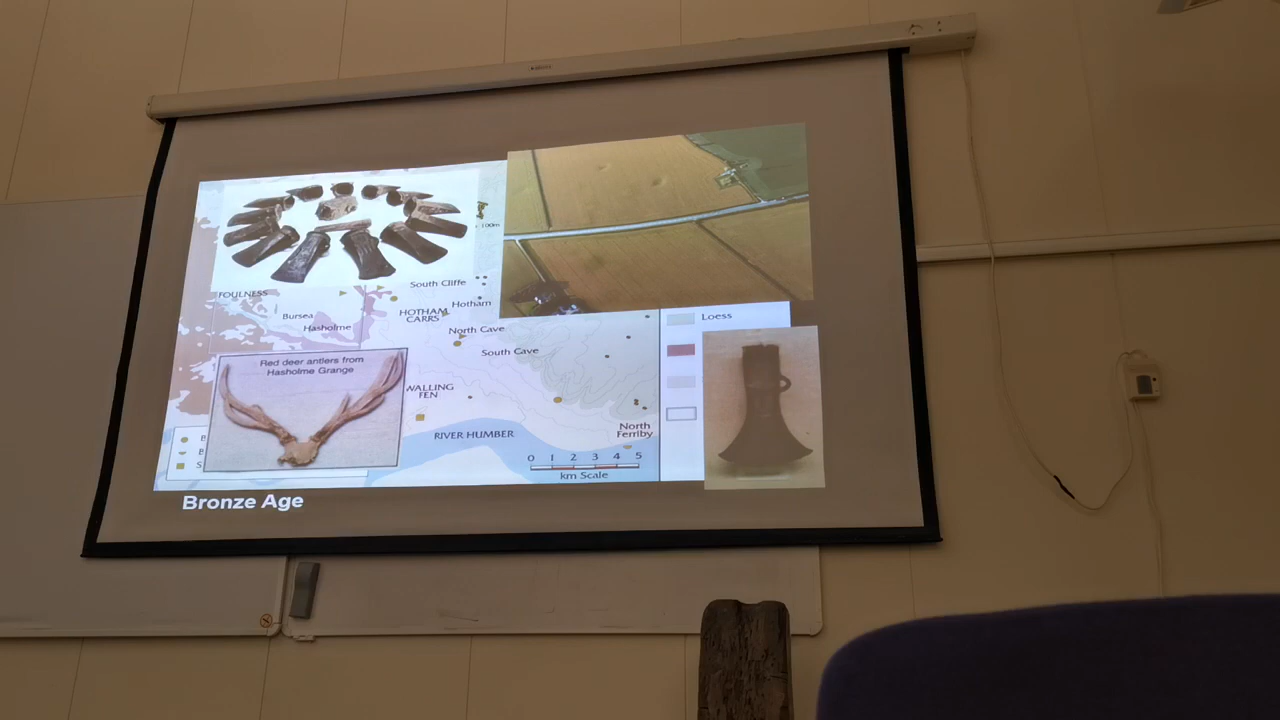 100m
FOULNESS
South Cliffe
Bursea
HOTHAM
CARRS
Hotham
Hasholme
North Cave
South Cave
Loess
Red deer antlers from
Hasholme Grange
WALLING
FEN
RIVER HUMBER
North
Ferriby
B
B
S
0 1 2 3 4 5
km Scale
Bronze Age